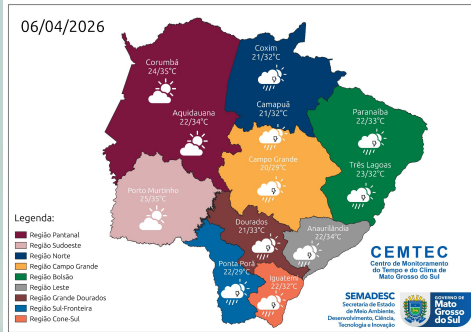 06/04/2026
Corumbá
24/35°C
Aquidauana
22/34°C
Coxim
21/32°C
Camapuã
21/32°C
Paranaíba
22/33°C
Três Lagoas
23/32°C
Campo Grande
20/29°C
Porto Murtinho
25/35°C
Dourados
21/33°C
Anaurilândia
22/34°C
Ponta Porã
22/29°C
Iguatemi
22/32°C
Legenda:
Região Pantanal
Região Sudoeste
Região Norte
Região Campo Grande
Região Bolsão
Região Leste
Região Grande Dourados
Região Sul-Fronteira
Região Cone-Sul
CEMTEC
Centro de Monitoramento
do Tempo e do Clima de
Mato Grosso do Sul
SEMADESC
Secretaria de Estado
de Meio Ambiente,
Desenvolvimento, Ciência,
Tecnologia e Inovação
GOVERNO DE
Mato
Grosso
do Sul